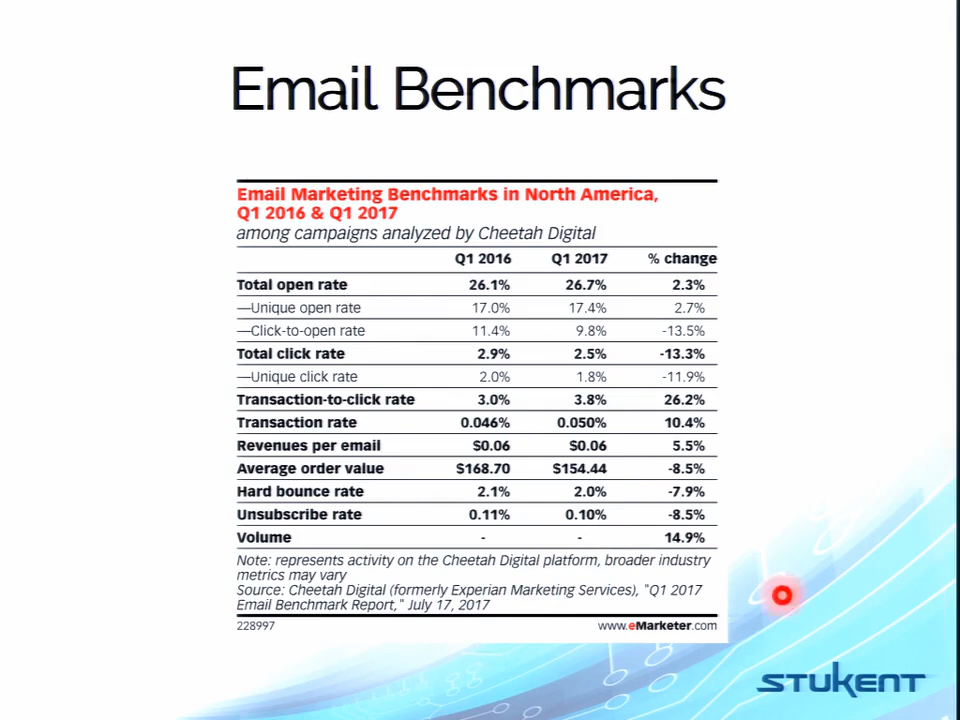 Email Benchmarks
Email Marketing Benchmarks in North America,
Q1 2016 & Q1 2017
among campaigns analyzed by Cheetah Digital
Q1 2016 Q1 2017 % change
Total open rate 26.1% 26.7% 2.3%
—Unique open rate 17.0% 17.4% 2.7%
—Click-to-open rate 11.4% 9.8% -13.5%
Total click rate 2.9% 2.5% -13.3%
—Unique click rate 2.0% 1.8% -11.9%
Transaction-to-click rate 3.0% 3.8% 26.2%
Transaction rate 0.046% 0.050% 10.4%
Revenues per email $0.06 $0.06 5.5%
Average order value $168.70 $154.44 -8.5%
Hard bounce rate 2.1% 2.0% -7.9%
Unsubscribe rate 0.11% 0.10% -8.5%
Volume - - 14.9%
Note: represents activity on the Cheetah Digital platform, broader industry
metrics may vary
Source: Cheetah Digital (formerly Experian Marketing Services), "Q1 2017
Email Benchmark Report," July 17, 2017
228997 www.eMarketer.com
STUKENT